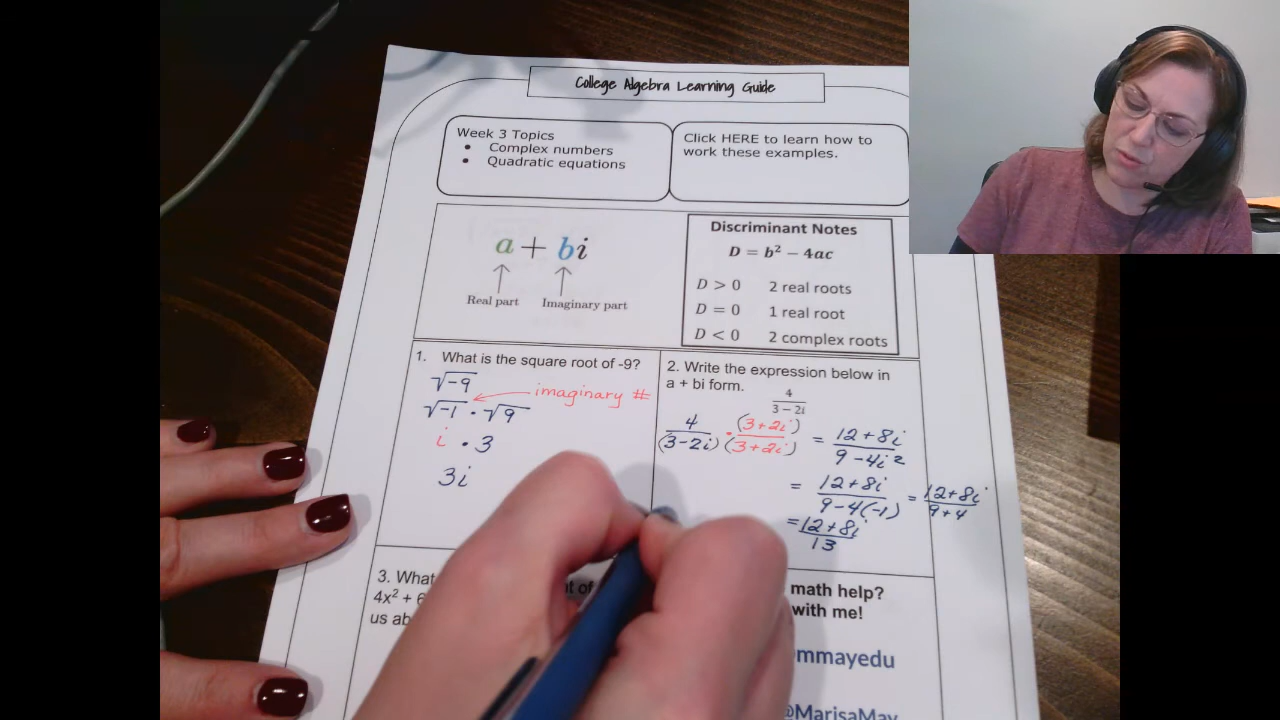 College Algebra Learning Guide
Week 3 Topics
• Complex numbers
• Quadratic equations
Click HERE to learn how to
work these examples.
a + bi
Real part Imaginary part
Discriminant Notes
D = b² − 4ac
D > 0 2 real roots
D = 0 1 real root
D < 0 2 complex roots
1. What is the square root of -9?
√-9
imaginary #
√-1 • √9
i • 3
3i
2. Write the expression below in
a + bi form.
4/(3 − 2i)
4/(3-2i) • (3+2i)/(3+2i) = (12+8i)/(9-4i²)
= (12+8i)/(9-4(-1)) = (12+8i)/(9+4)
= (12+8i)/13
3. What
4x² +
us
math help?
with me!
mmayedu
@MarisaMay